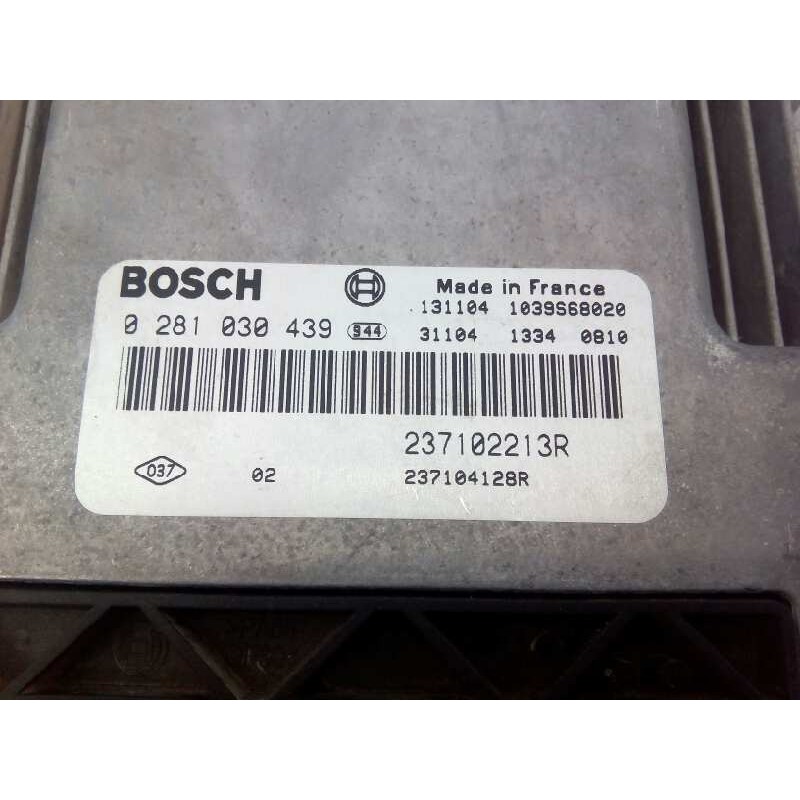 BOSCH Made in France
131104 1039S68020
0 281 030 439 944 31104 1334 0810
237102213R
037 02 237104128R